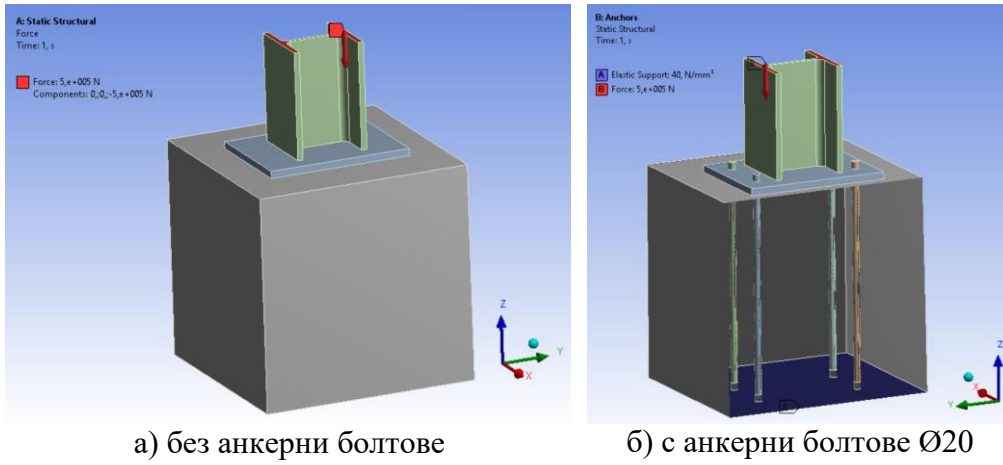 A: Static Structural
Force
Time: 1, s
Force: 5,e+005 N
Components: 0,;0,;-5,e+005 N
Z
Y
X
B: Anchors
Static Structural
Time: 1, s
A Elastic Support: 40, N/mm³
B Force: 5,e+005 N
Z
Y
X
а) без анкерни болтове
б) с анкерни болтове Ø20